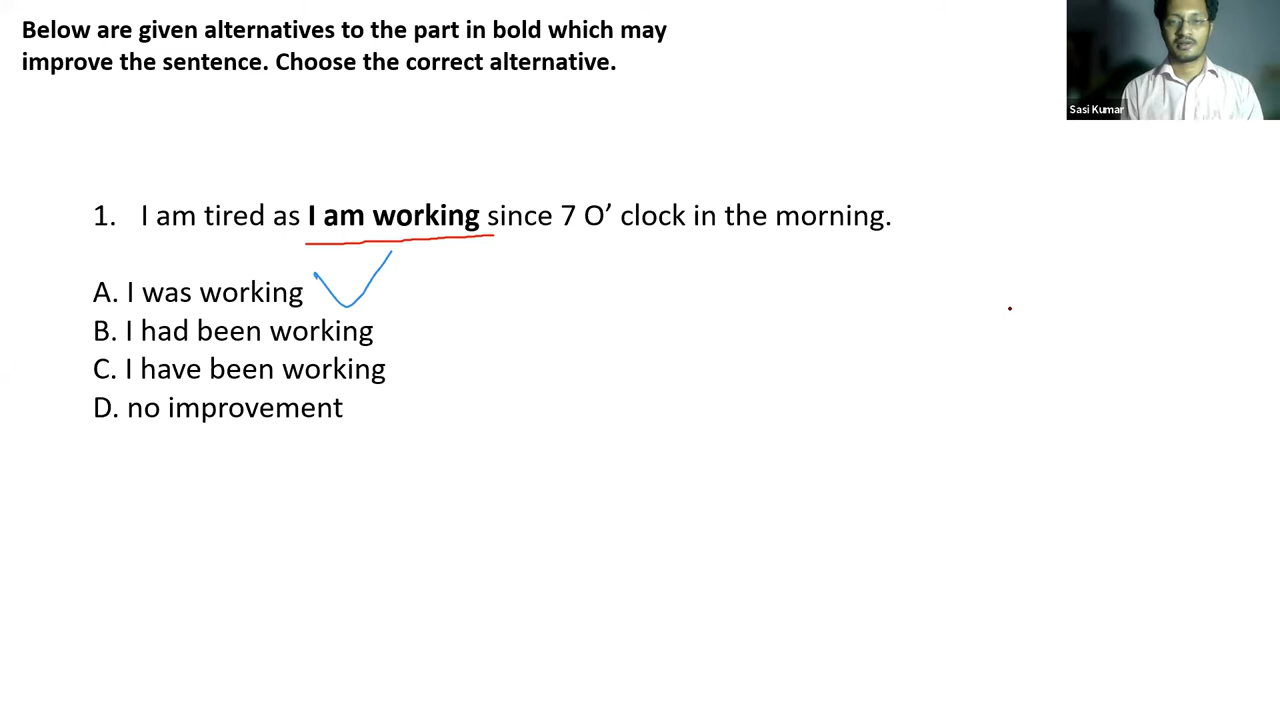 Below are given alternatives to the part in bold which may
improve the sentence. Choose the correct alternative.
Sasi Kumar
1. I am tired as I am working since 7 O’ clock in the morning.
A. I was working
B. I had been working
C. I have been working
D. no improvement